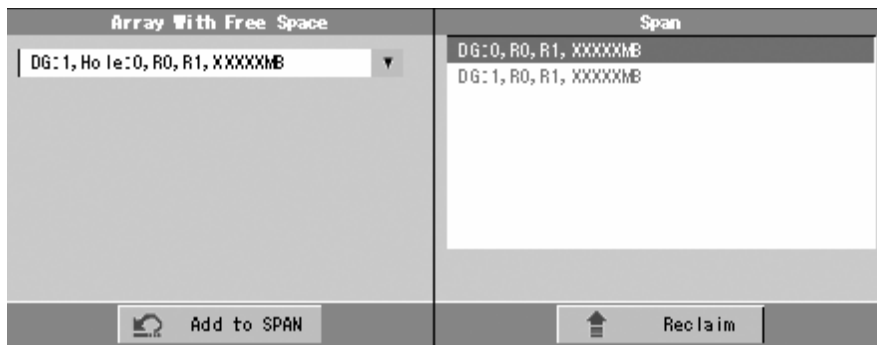 Array With Free Space
DG:1,Hole:0,R0,R1,XXXXXMB
Add to SPAN
Span
DG:0,R0,R1,XXXXXMB
DG:1,R0,R1,XXXXXMB
Reclaim